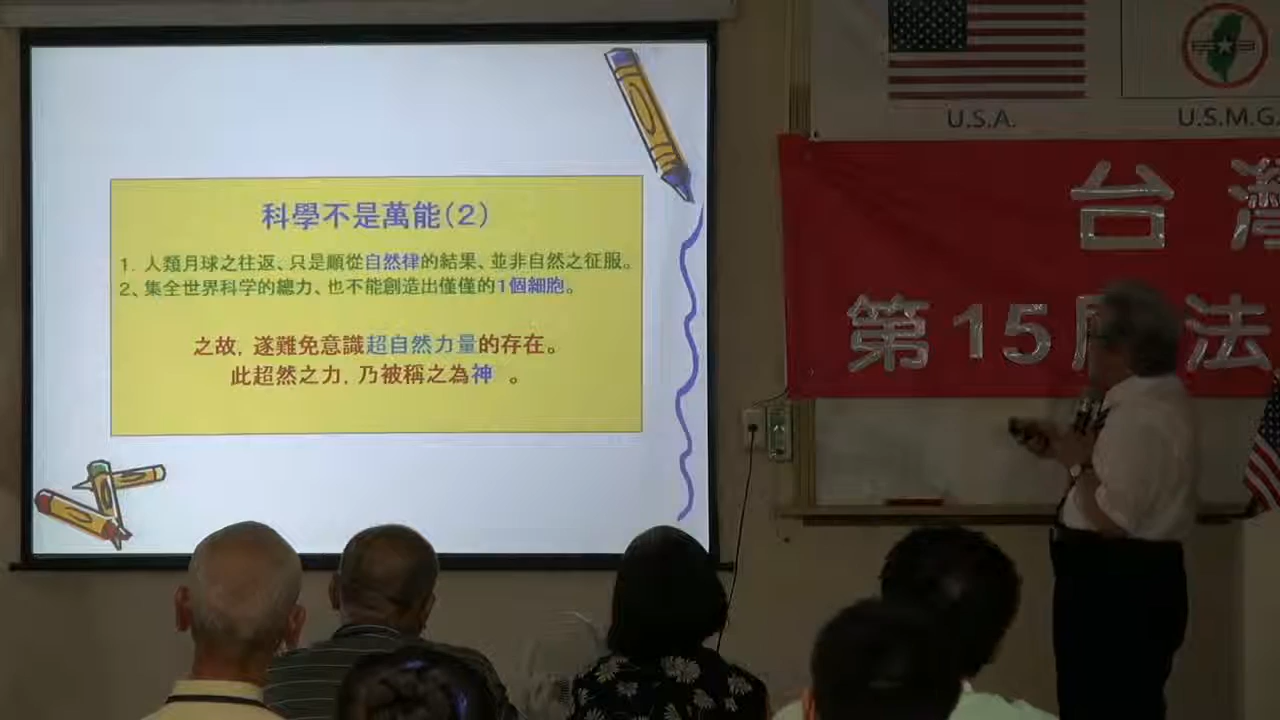 科學不是萬能(2)
1. 人類月球之往返、只是順從自然律的結果、並非自然之征服。
2、集全世界科学的總力、也不能創造出僅僅的1個細胞。
之故, 遂難免意識超自然力量的存在。
此超然之力, 乃被稱之為神 。
U.S.A.
U.S.M.G.
台灣
第15屆 法